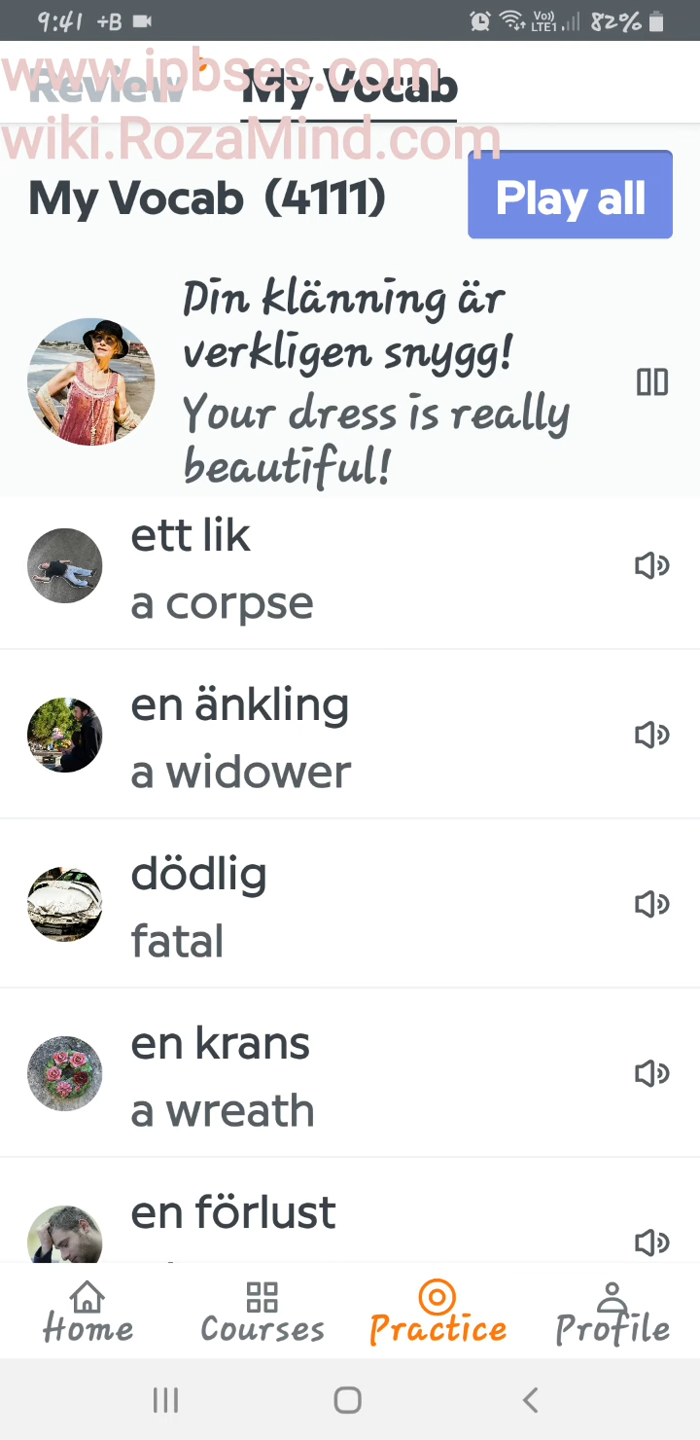 9:41 ÷B Vo)) LTE1 82%
www.ipbses.com
Review My Vocab
wiki.RozaMind.com
My Vocab (4111) Play all
Din klänning är
verkligen snygg!
Your dress is really
beautiful!
ett lik
a corpse
en änkling
a widower
dödlig
fatal
en krans
a wreath
en förlust
Home Courses Practice Profile